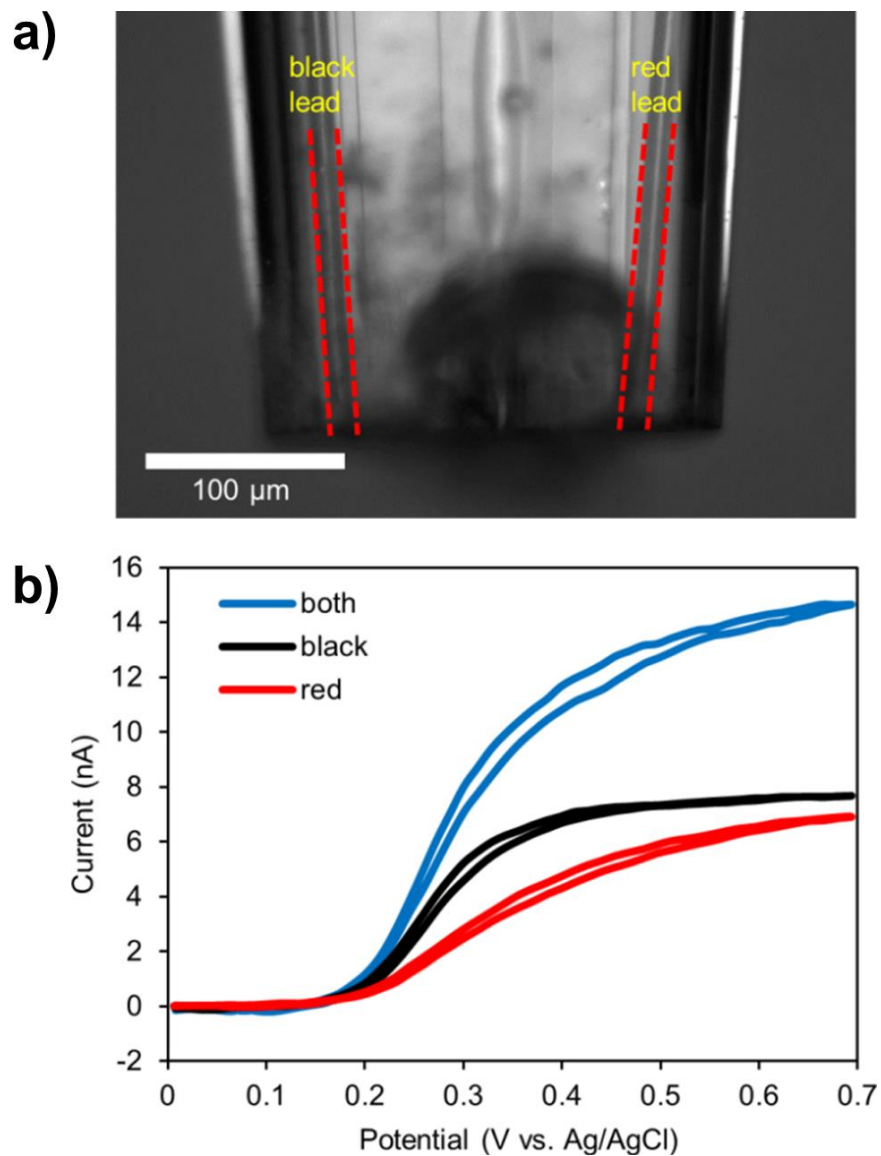 a)
black
lead
red
lead
100 µm
b)
16
14
12
10
8
6
4
2
0
-2
both
black
red
Current (nA)
0
0.1
0.2
0.3
0.4
0.5
0.6
0.7
Potential (V vs. Ag/AgCl)